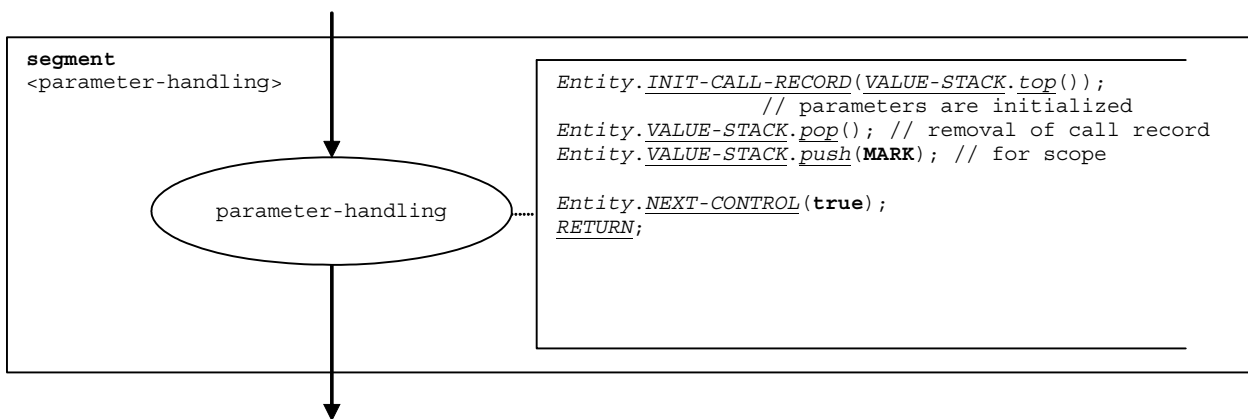 segment
<parameter-handling>
Entity.INIT-CALL-RECORD(VALUE-STACK.top());
// parameters are initialized
Entity.VALUE-STACK.pop(); // removal of call record
Entity.VALUE-STACK.push(MARK); // for scope
parameter-handling
Entity.NEXT-CONTROL(true);
RETURN;